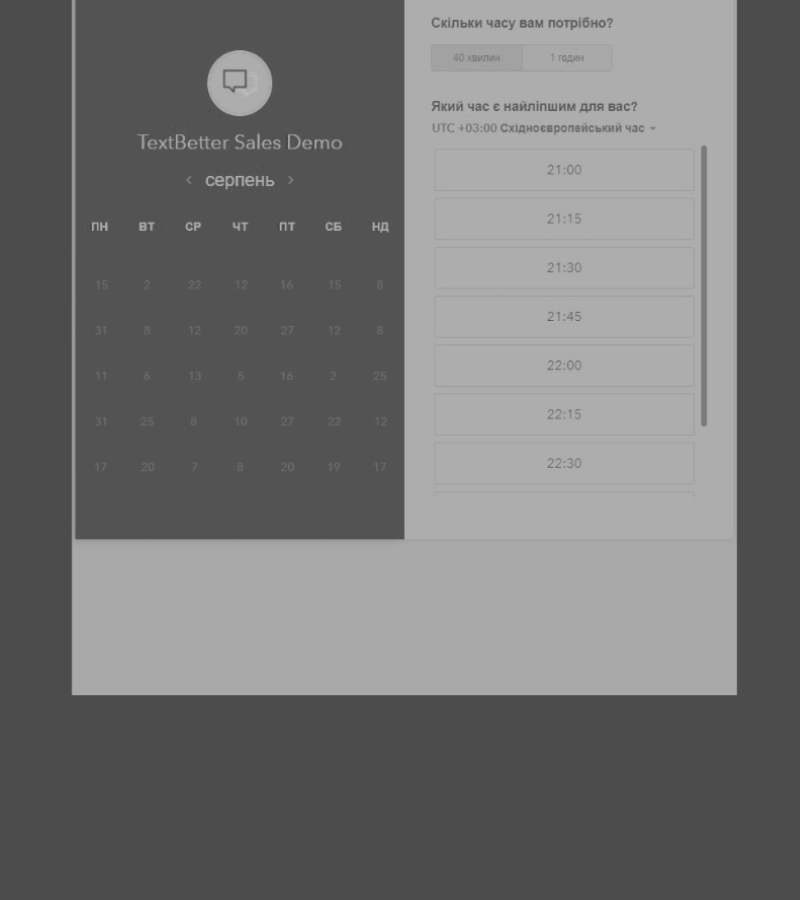 TextBetter Sales Demo
серпень
ПН ВТ СР ЧТ ПТ СБ НД
15 2 22 12 16 15 8
31 8 12 20 27 12 8
11 6 13 5 16 2 25
31 25 8 10 27 22 12
17 20 7 8 20 19 17
Скільки часу вам потрібно?
40 хвилин 1 годин
Який час є найліпшим для вас?
UTC +03:00 Східноєвропейський час
21:00
21:15
21:30
21:45
22:00
22:15
22:30